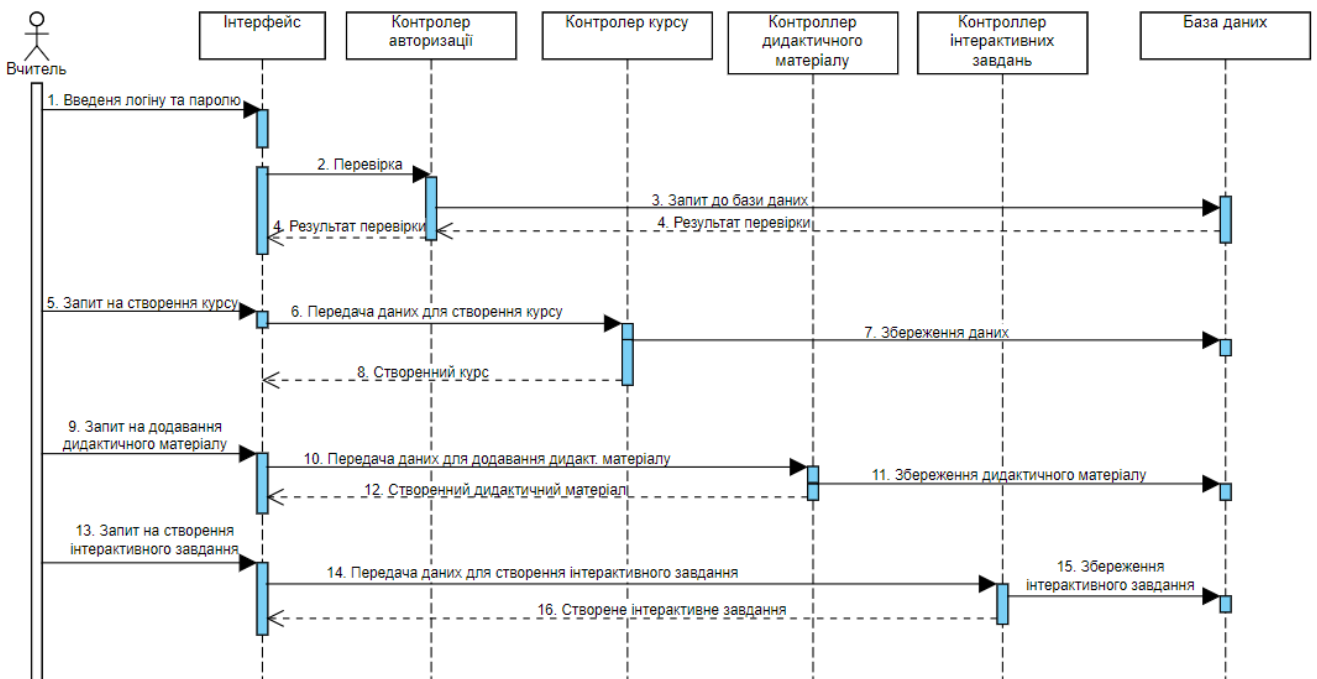 Вчитель
Інтерфейс
Контролер
авторизації
Контролер курсу
Контроллер
дидактичного
матеріалу
Контроллер
інтерактивних
завдань
База даних
1. Введеня логіну та паролю
2. Перевірка
3. Запит до бази даних
4. Результат перевірки
4. Результат перевірки
5. Запит на створення курсу
6. Передача даних для створення курсу
7. Збереження даних
8. Створенний курс
9. Запит на додавання
дидактичного матеріалу
10. Передача даних для додавання дидакт. матеріалу
11. Збереження дидактичного матеріалу
12. Створенний дидактичний матеріал
13. Запит на створення
інтерактивного завдання
14. Передача даних для створення інтерактивного завдання
15. Збереження
інтерактивного завдання
16. Створене інтерактивне завдання